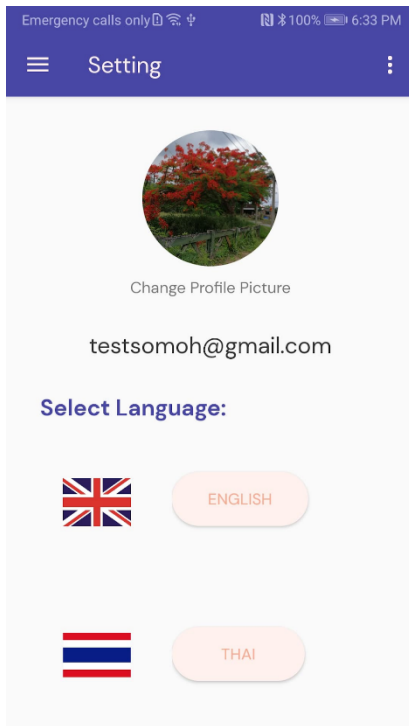 Emergency calls only 100% 6:33 PM
Setting
Change Profile Picture
testsomoh@gmail.com
Select Language:
ENGLISH
THAI